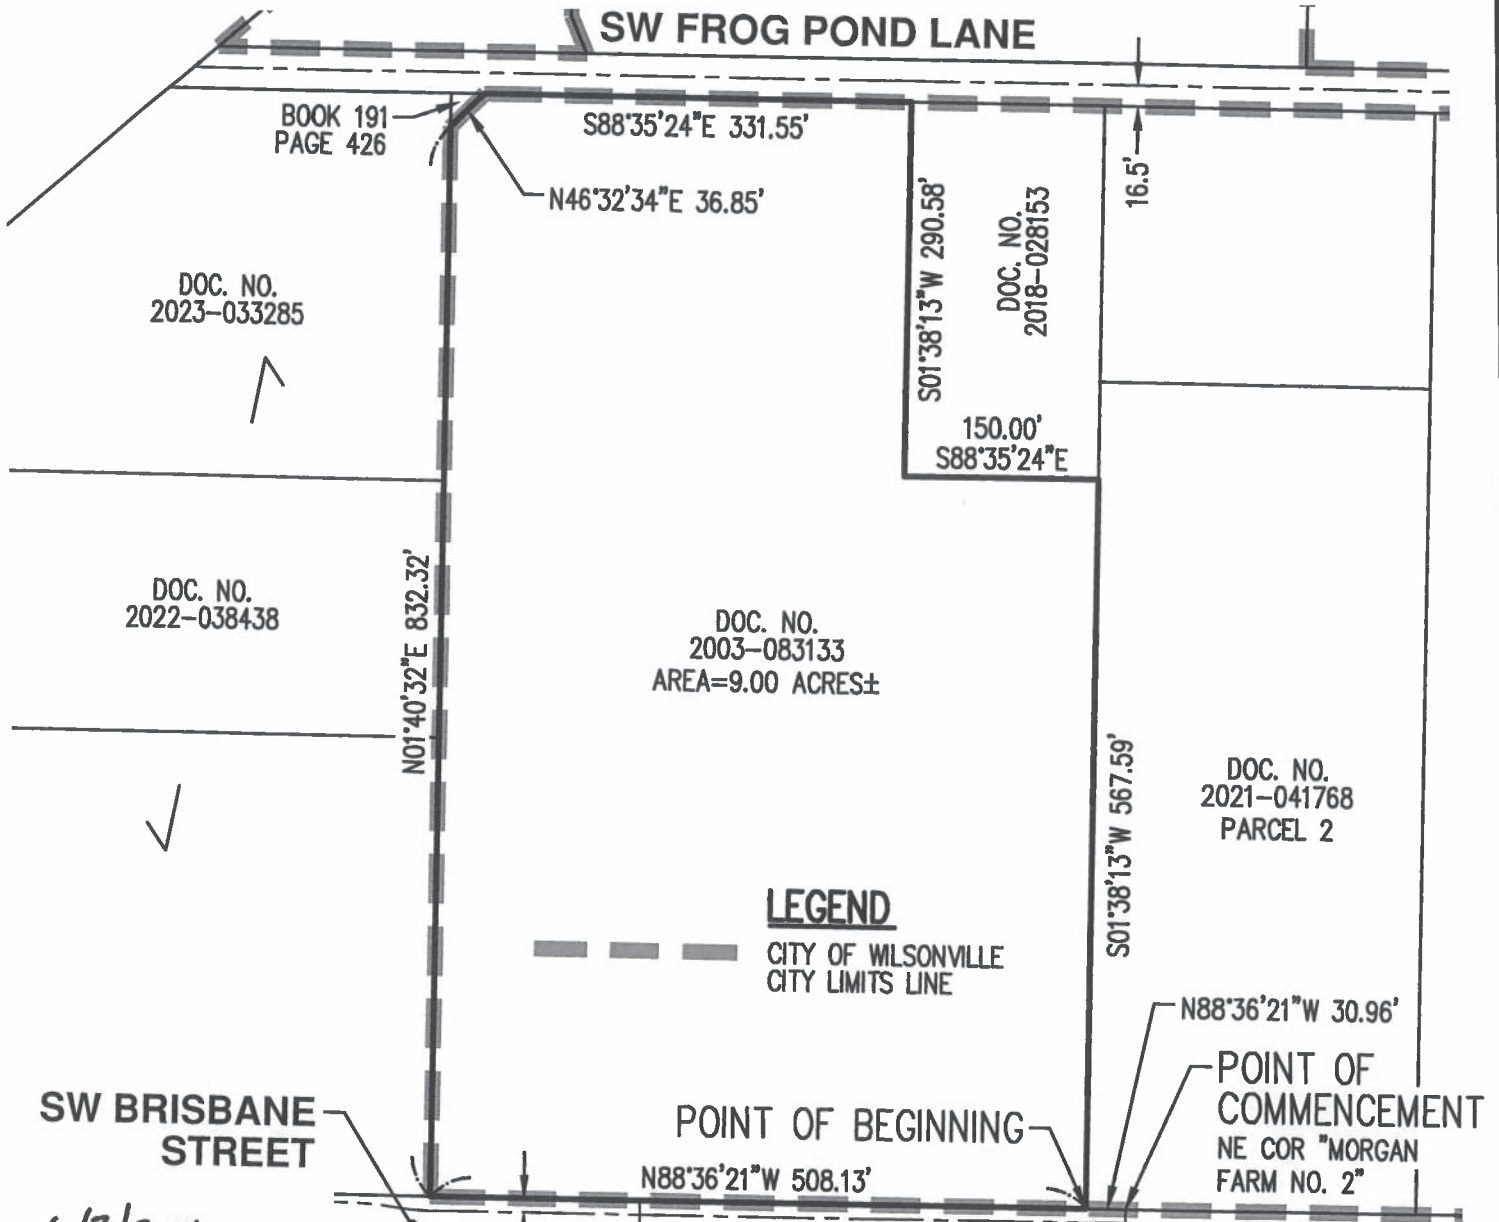 SW FROG POND LANE
BOOK 191
PAGE 426
S88°35'24"E 331.55'
N46°32'34"E 36.85'
16.5'
S01°38'13"W 290.58'
DOC. NO.
2018-028153
DOC. NO.
2023-033285
150.00'
S88°35'24"E
DOC. NO.
2022-038438
N01°40'32"E 832.32'
DOC. NO.
2003-083133
AREA=9.00 ACRES±
S01°38'13"W 567.59'
DOC. NO.
2021-041768
PARCEL 2
LEGEND
CITY OF WILSONVILLE
CITY LIMITS LINE
N88°36'21"W 30.96'
POINT OF
COMMENCEMENT
NE COR "MORGAN
FARM NO. 2"
SW BRISBANE
STREET
POINT OF BEGINNING
N88°36'21"W 508.13'